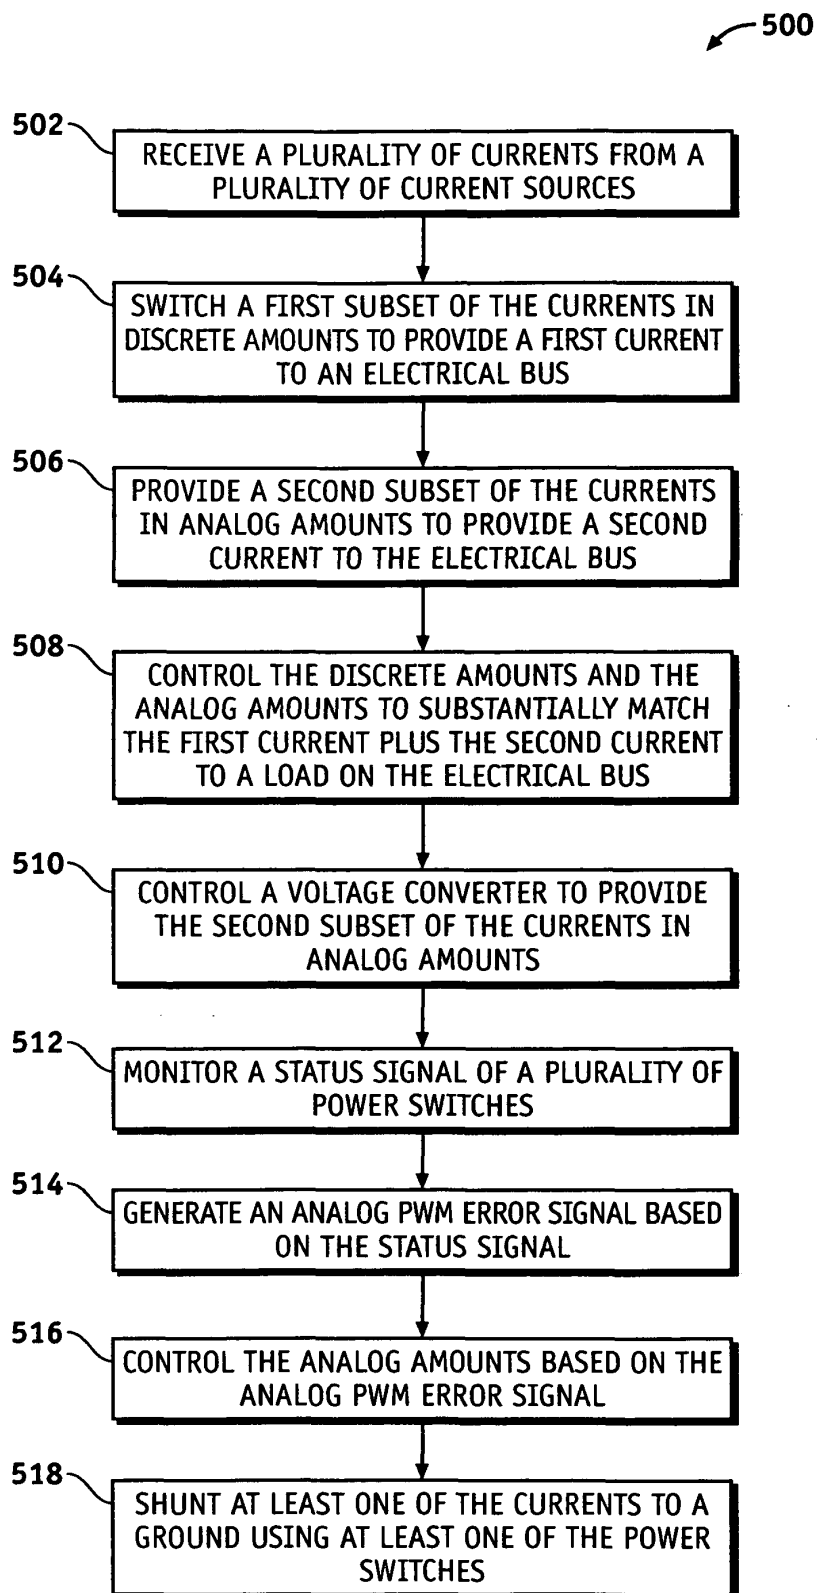 500
502
RECEIVE A PLURALITY OF CURRENTS FROM A
PLURALITY OF CURRENT SOURCES
504
SWITCH A FIRST SUBSET OF THE CURRENTS IN
DISCRETE AMOUNTS TO PROVIDE A FIRST CURRENT
TO AN ELECTRICAL BUS
506
PROVIDE A SECOND SUBSET OF THE CURRENTS
IN ANALOG AMOUNTS TO PROVIDE A SECOND
CURRENT TO THE ELECTRICAL BUS
508
CONTROL THE DISCRETE AMOUNTS AND THE
ANALOG AMOUNTS TO SUBSTANTIALLY MATCH
THE FIRST CURRENT PLUS THE SECOND CURRENT
TO A LOAD ON THE ELECTRICAL BUS
510
CONTROL A VOLTAGE CONVERTER TO PROVIDE
THE SECOND SUBSET OF THE CURRENTS IN
ANALOG AMOUNTS
512
MONITOR A STATUS SIGNAL OF A PLURALITY OF
POWER SWITCHES
514
GENERATE AN ANALOG PWM ERROR SIGNAL BASED
ON THE STATUS SIGNAL
516
CONTROL THE ANALOG AMOUNTS BASED ON THE
ANALOG PWM ERROR SIGNAL
518
SHUNT AT LEAST ONE OF THE CURRENTS TO A
GROUND USING AT LEAST ONE OF THE POWER
SWITCHES